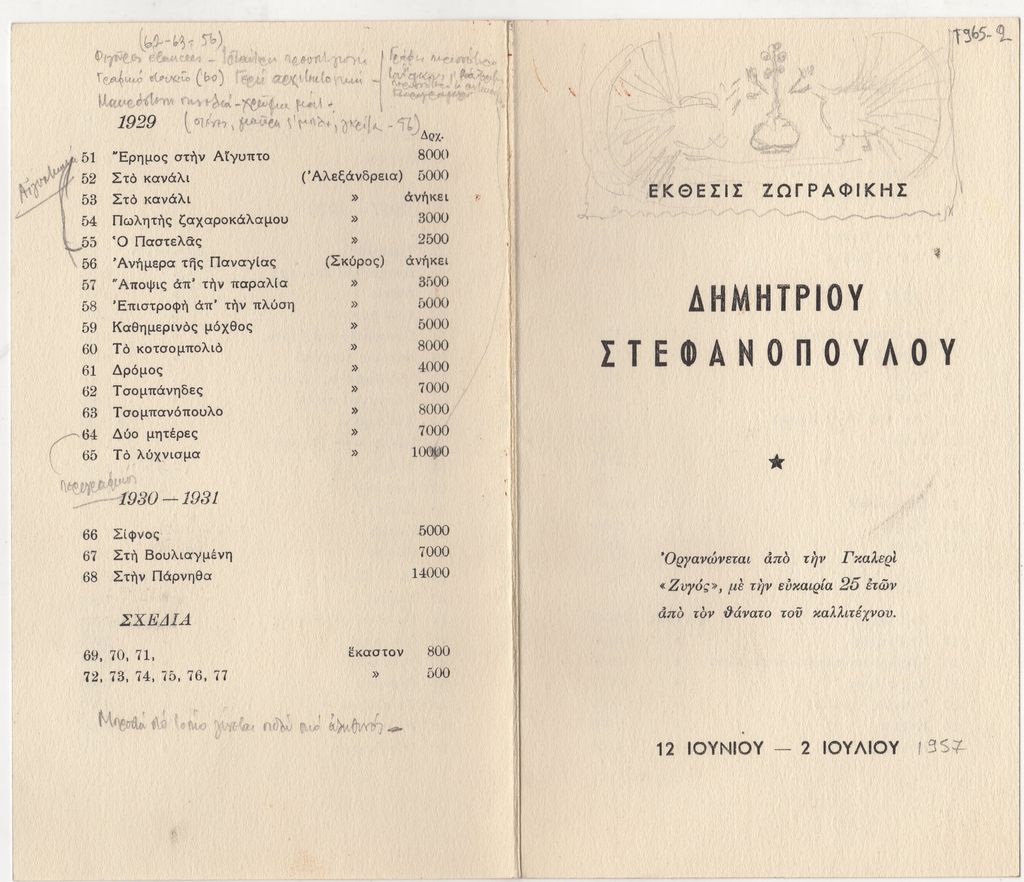 (62-63-56)
1929
Δρχ.
51 Ἔρημος στὴν Αἴγυπτο 8000
52 Στὸ κανάλι (Ἀλεξάνδρεια) 5000
53 Στὸ κανάλι » ἀνήκει
54 Πωλητὴς ζαχαροκάλαμου » 3000
55 Ὁ Παστελᾶς » 2500
56 Ἀνήμερα τῆς Παναγίας (Σκύρος) ἀνήκει
57 Ἄποψις ἀπ' τὴν παραλία » 3500
58 Ἐπιστροφὴ ἀπ' τὴν πλύση » 5000
59 Καθημερινὸς μόχθος » 5000
60 Τὸ κοτσομπολιὸ » 8000
61 Δρόμος » 4000
62 Τσομπάνηδες » 7000
63 Τσομπανόπουλο » 8000
64 Δύο μητέρες » 7000
65 Τὸ λύχνισμα » 10000
1930 — 1931
66 Σίφνος 5000
67 Στὴ Βουλιαγμένη 7000
68 Στὴν Πάρνηθα 14000
ΣΧΕΔΙΑ
69, 70, 71, ἕκαστον 800
72, 73, 74, 75, 76, 77 » 500
ΕΚΘΕΣΙΣ ΖΩΓΡΑΦΙΚΗΣ
ΔΗΜΗΤΡΙΟΥ
ΣΤΕΦΑΝΟΠΟΥΛΟΥ
Ὀργανώνεται ἀπὸ τὴν Γκαλερὶ
«Ζυγός», μὲ τὴν εὐκαιρία 25 ἐτῶν
ἀπὸ τὸν θάνατο τοῦ καλλιτέχνου.
12 ΙΟΥΝΙΟΥ — 2 ΙΟΥΛΙΟΥ 1957